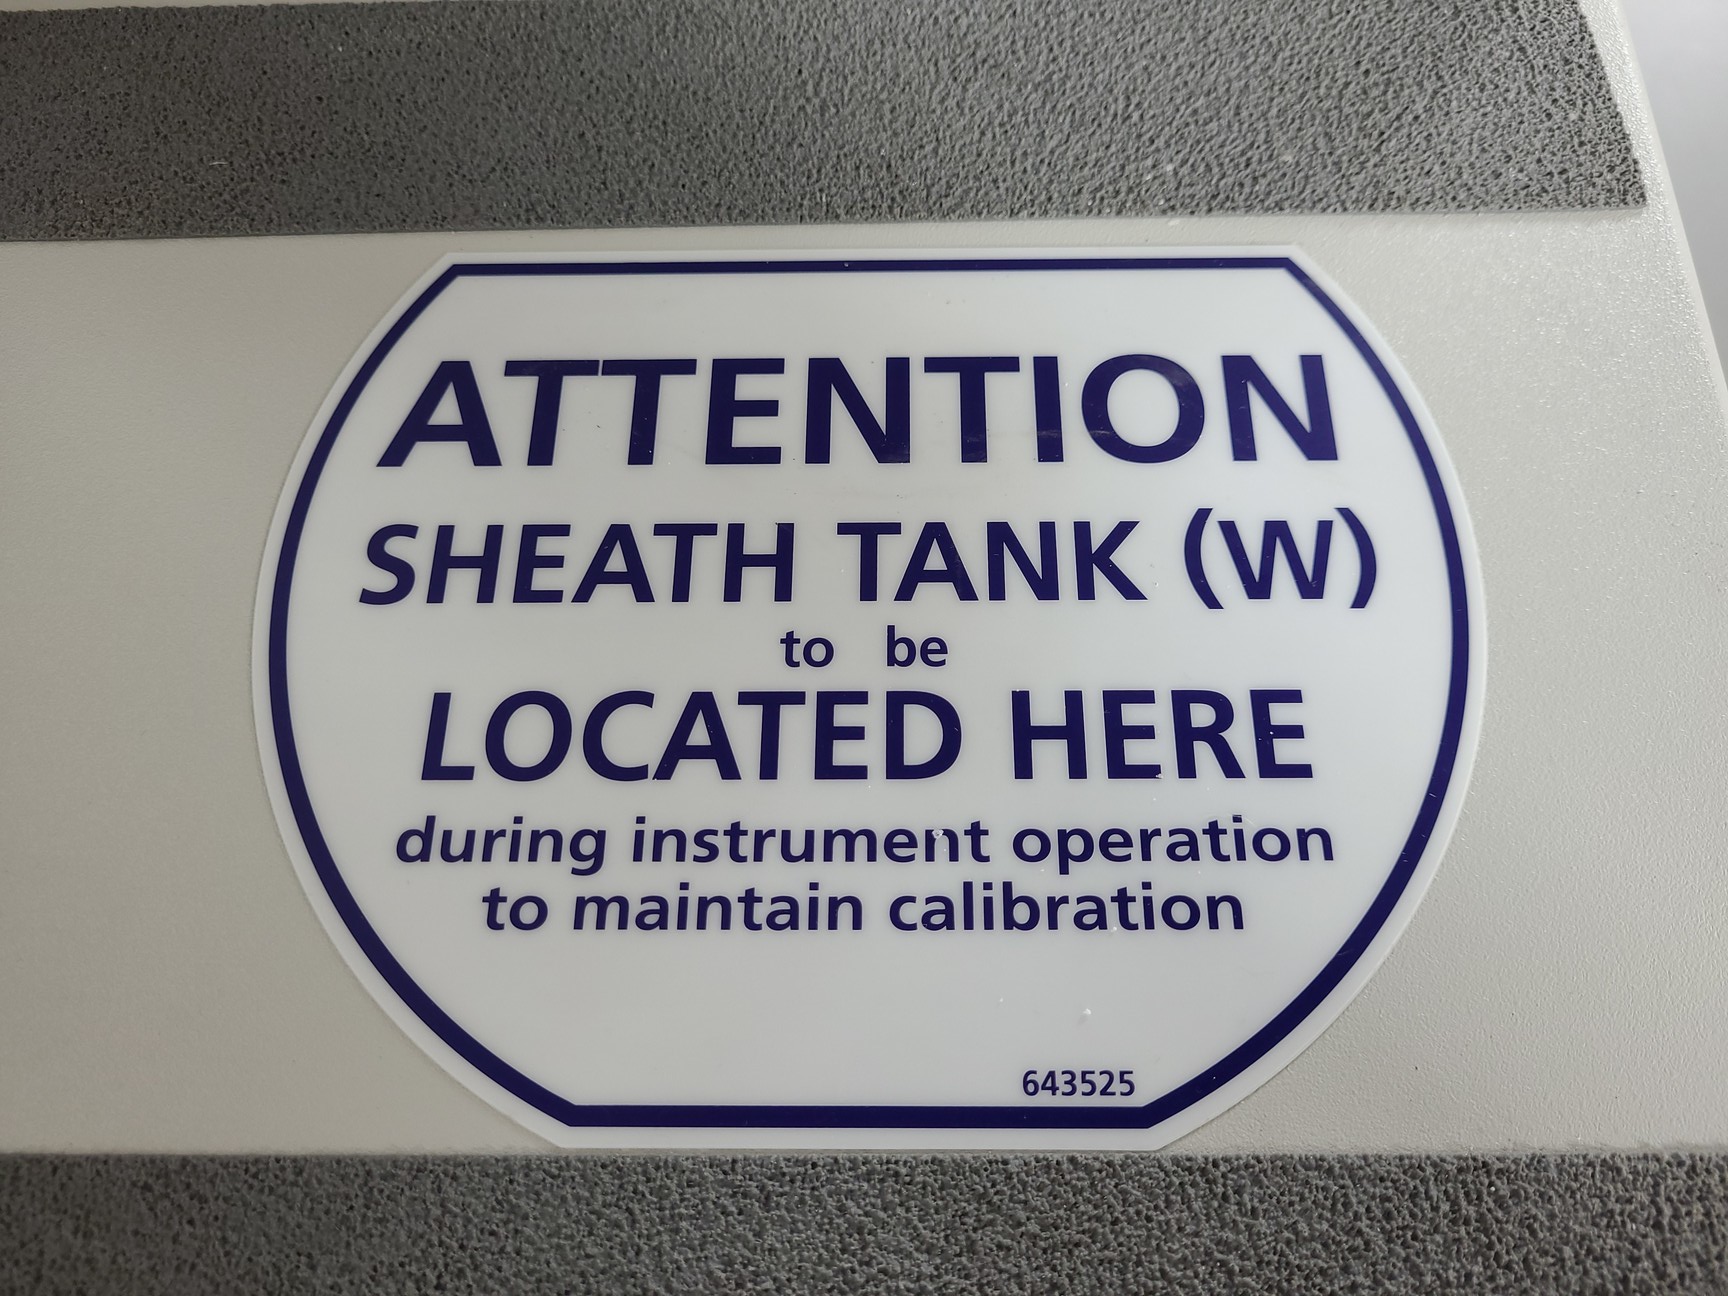 ATTENTION
SHEATH TANK (W)
to be
LOCATED HERE
during instrument operation
to maintain calibration
643525